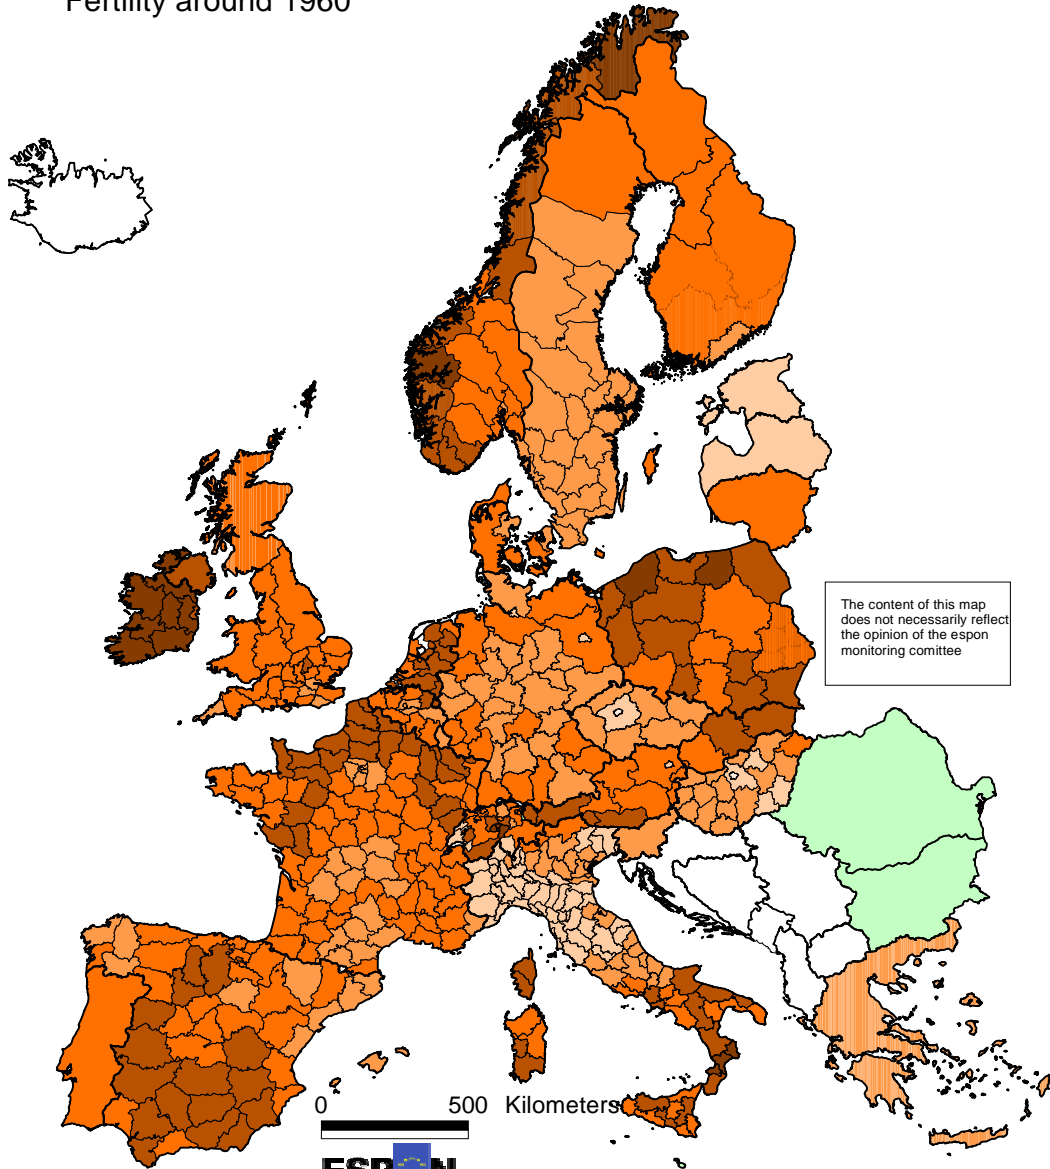 Fertility around 1960
The content of this map
does not necessarily reflect
the opinion of the espon
monitoring comittee
0 500 Kilometers
ESPON